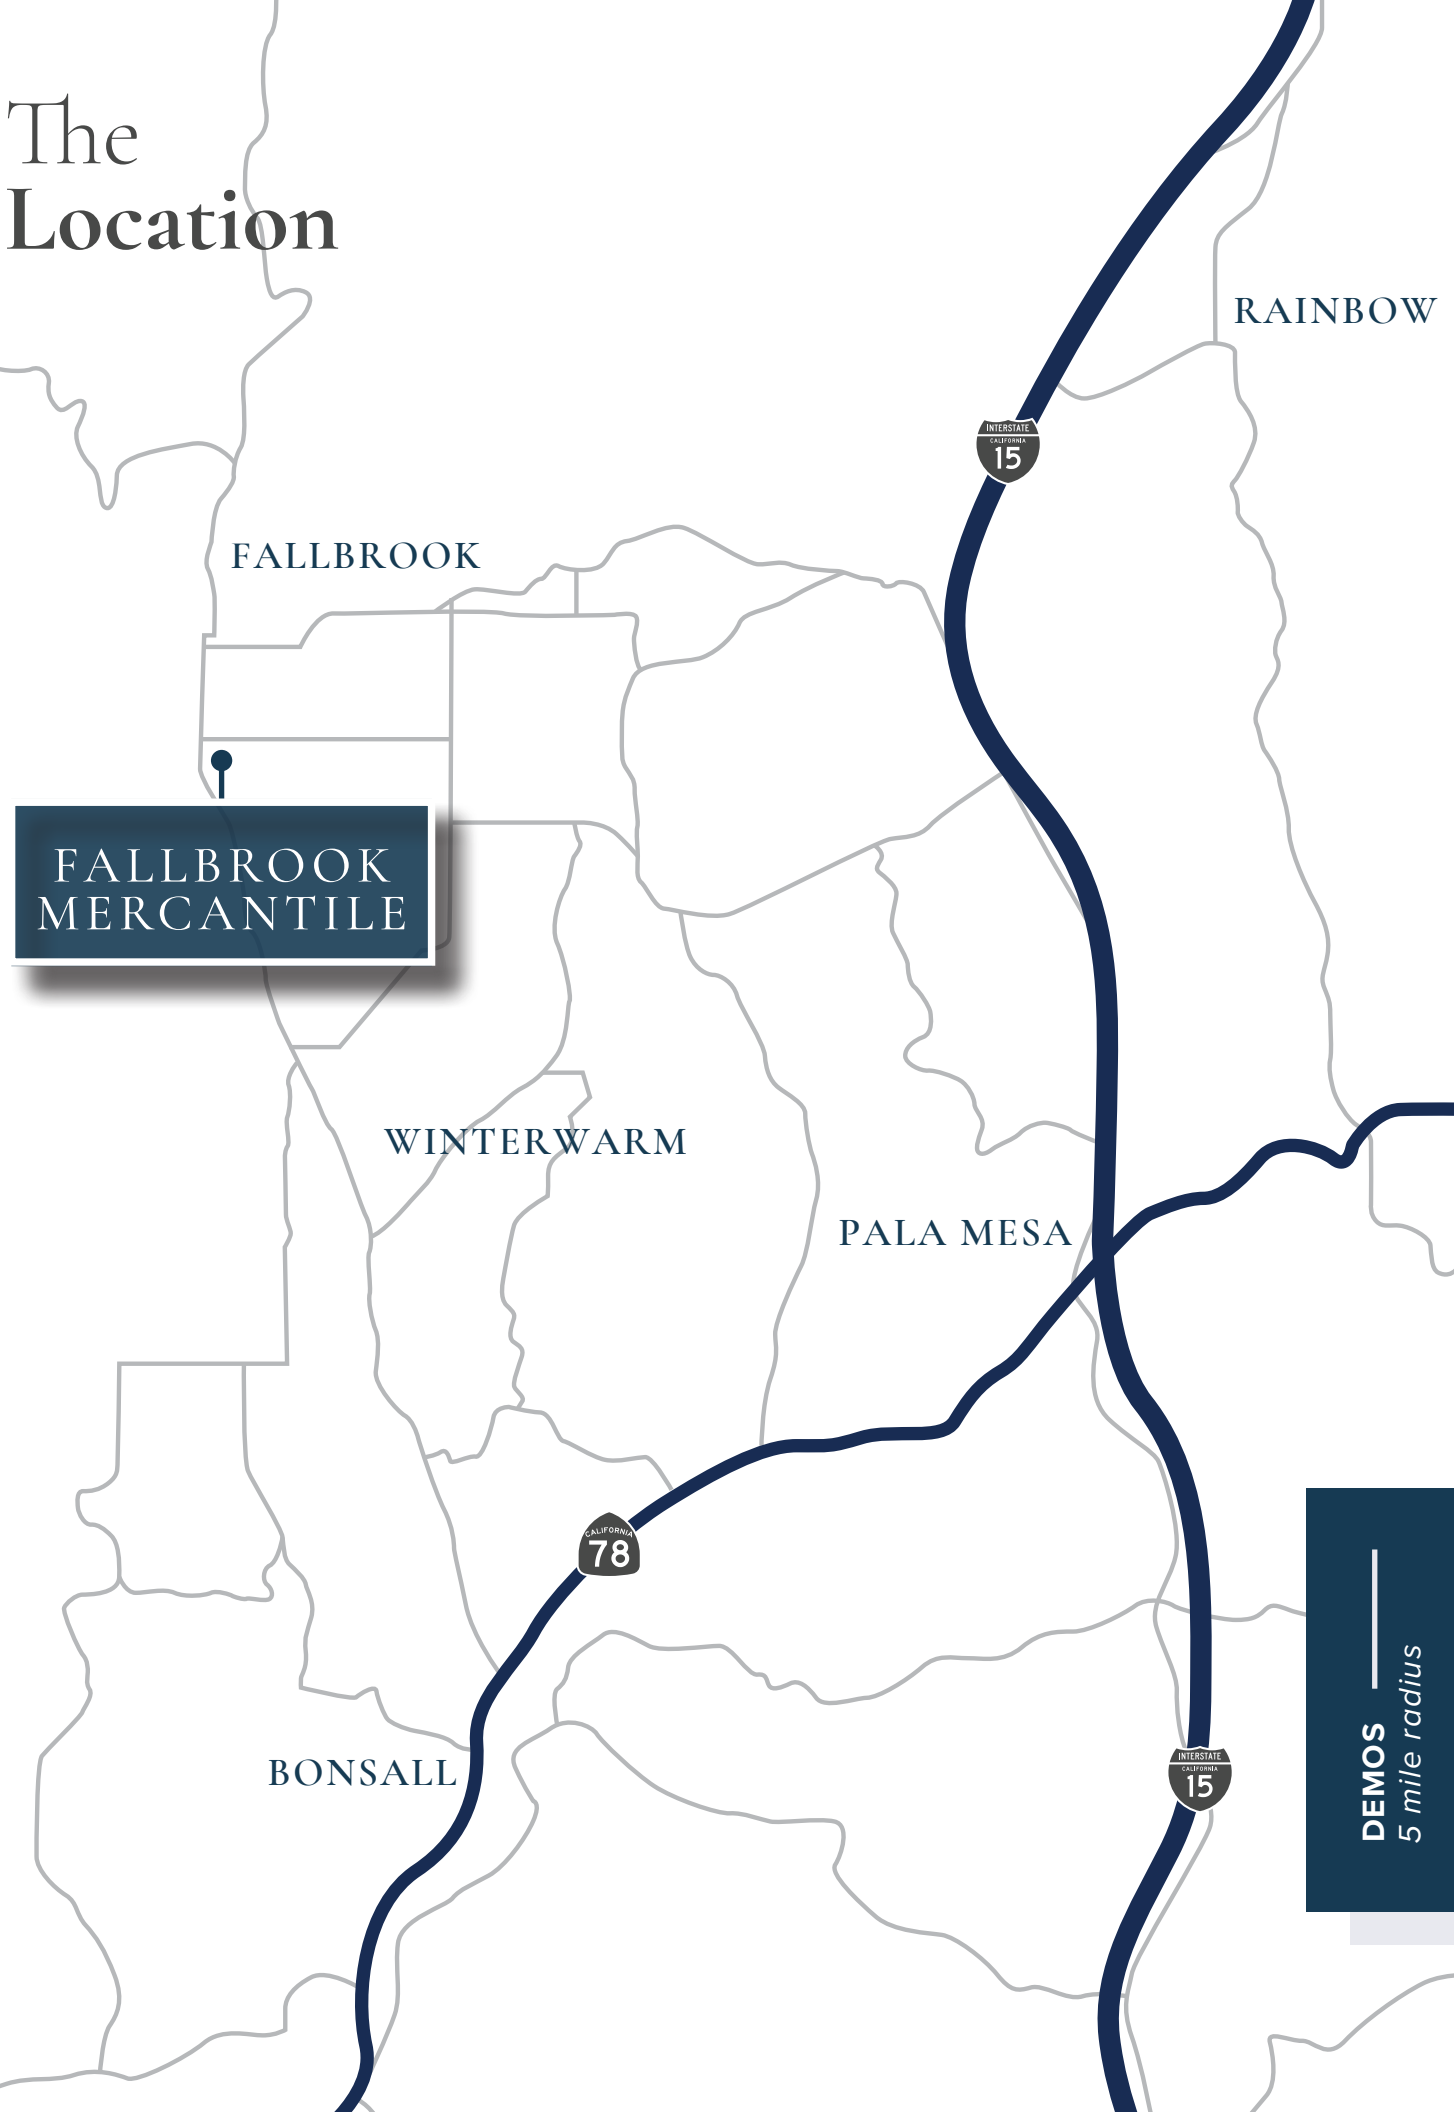 The
Location
RAINBOW
INTERSTATE
CALIFORNIA
15
FALLBROOK
FALLBROOK
MERCANTILE
WINTERWARM
PALA MESA
CALIFORNIA
78
BONSALL
INTERSTATE
CALIFORNIA
15
DEMOS
5 mile radius